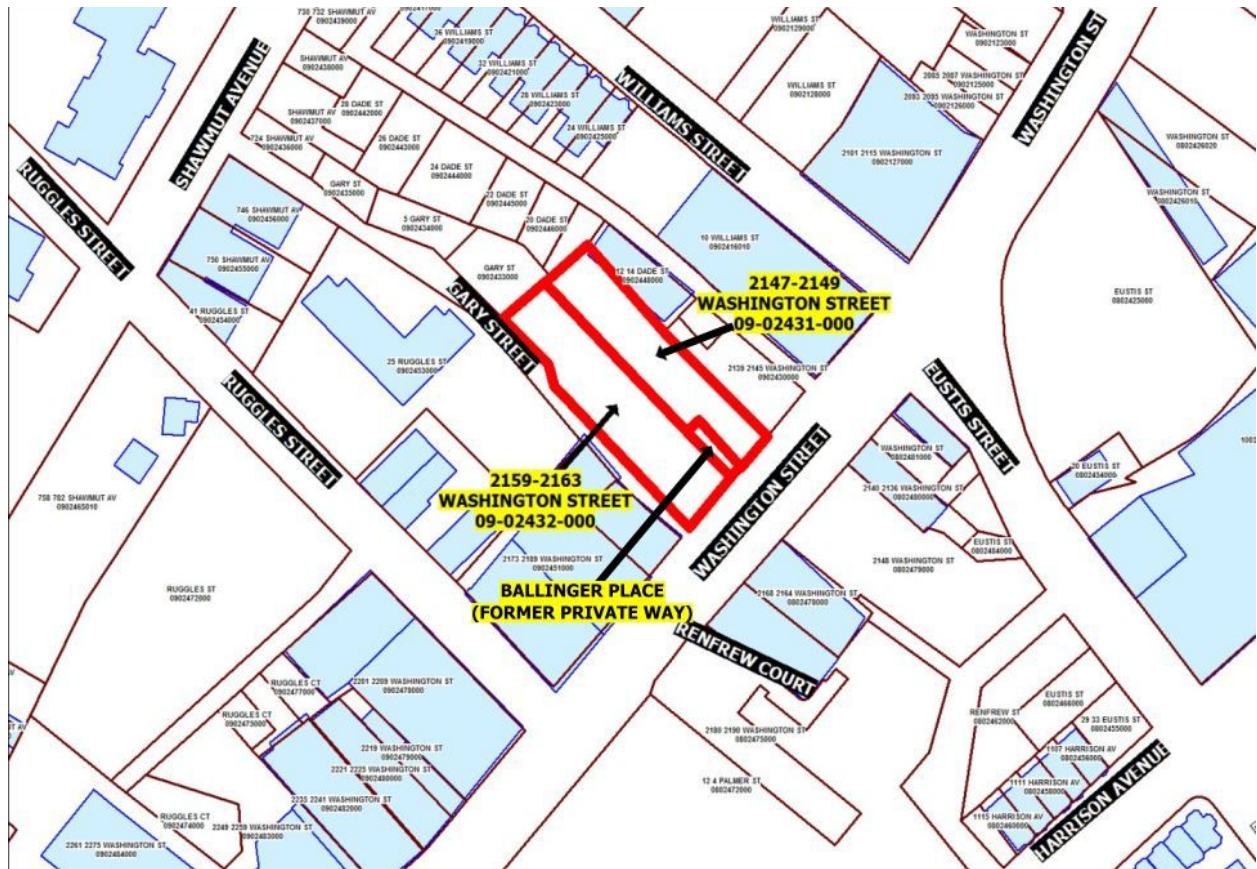 730 732 SHAWMUT AV
0902439000
SHAWMUT AV
0902438000
SHAWMUT AV
0902437000
724 SHAWMUT AV
0902436000
SHAWMUT AVENUE
36 WILLIAMS ST
0902419000
32 WILLIAMS ST
0902421000
28 WILLIAMS ST
0902423000
24 WILLIAMS ST
0902425000
WILLIAMS STREET
WILLIAMS ST
0902129000
WILLIAMS ST
0902128000
WASHINGTON ST
0902123000
2085 2087 WASHINGTON ST
0902125000
2093 2095 WASHINGTON ST
0902126000
2101 2115 WASHINGTON ST
0902127000
WASHINGTON ST
WASHINGTON ST
0802426020
WASHINGTON ST
0802426010
28 DADE ST
0902442000
26 DADE ST
0902443000
24 DADE ST
0902444000
22 DADE ST
0902445000
20 DADE ST
0902446000
GARY ST
0902435000
5 GARY ST
0902434000
GARY ST
0902433000
GARY STREET
RUGGLES STREET
746 SHAWMUT AV
0902456000
750 SHAWMUT AV
0902455000
41 RUGGLES ST
0902454000
25 RUGGLES ST
0902453000
12 14 DADE ST
0902448000
10 WILLIAMS ST
0902416010
2147-2149
WASHINGTON STREET
09-02431-000
2139 2145 WASHINGTON ST
0902430000
EUSTIS ST
0802425000
EUSTIS STREET
RUGGLES STREET
2159-2163
WASHINGTON STREET
09-02432-000
BALLINGER PLACE
(FORMER PRIVATE WAY)
2173 2189 WASHINGTON ST
0902451000
WASHINGTON STREET
WASHINGTON ST
0802481000
2140 2136 WASHINGTON ST
0802480000
EUSTIS ST
0802484000
2148 WASHINGTON ST
0802479000
20 EUSTIS ST
0802434000
2168 2164 WASHINGTON ST
0802478000
RENFREW COURT
758 782 SHAWMUT AV
0902465010
RUGGLES ST
0902472000
RUGGLES CT
0902477000
RUGGLES CT
0902475000
RUGGLES CT
0902474000
2201 2209 WASHINGTON ST
0902478000
2219 WASHINGTON ST
0902479000
2221 2225 WASHINGTON ST
0902480000
2235 2241 WASHINGTON ST
0902482000
2249 2259 WASHINGTON ST
0902483000
2261 2275 WASHINGTON ST
0902484000
2180 2190 WASHINGTON ST
0802475000
12 4 PALMER ST
0802472000
RENFREW ST
0802462000
EUSTIS ST
0802466000
29 33 EUSTIS ST
0802455000
1107 HARRISON AV
0802456000
1111 HARRISON AV
0802458000
1115 HARRISON AV
0802460000
HARRISON AVENUE